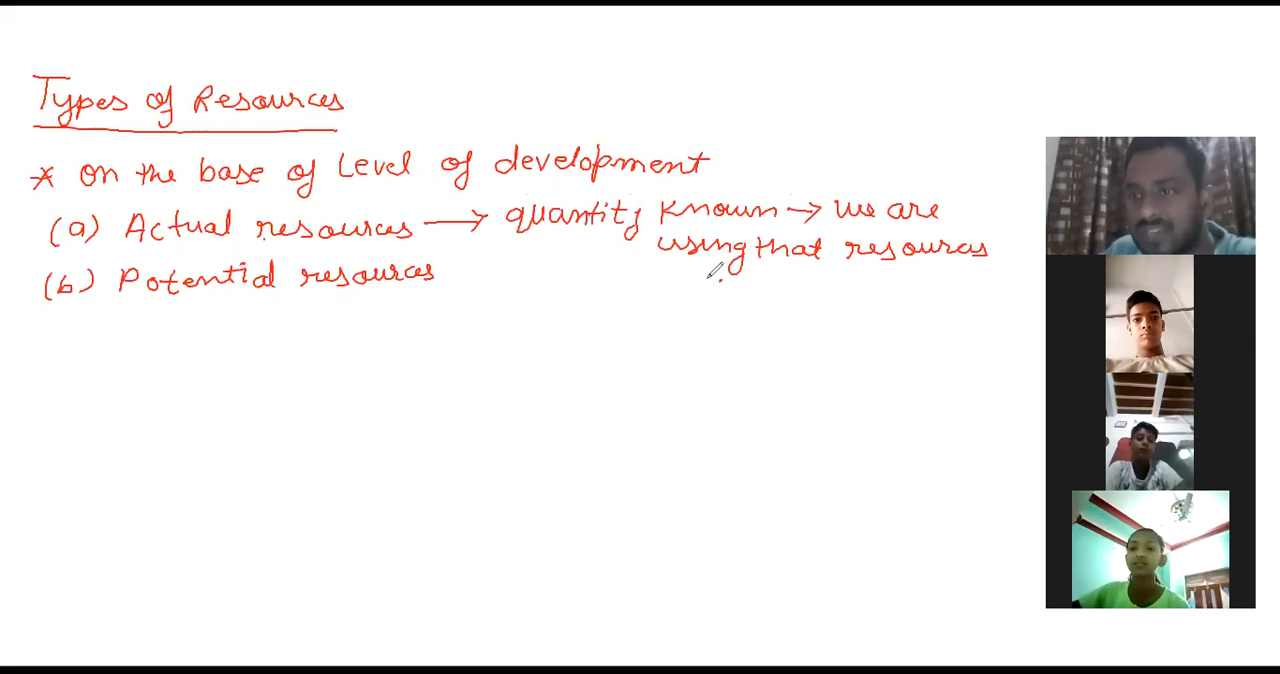 Types of Resources
* on the base of Level of development
(a) Actual resources → quantity known → we are
using that resources
(b) Potential resources